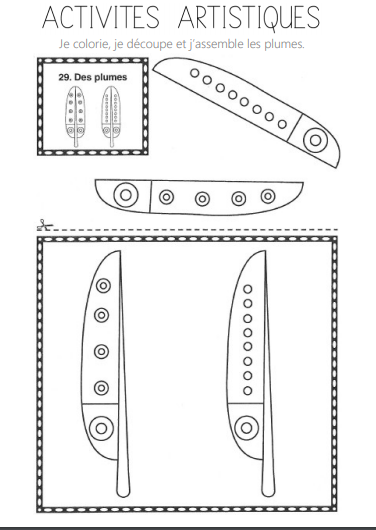 ACTIVITES ARTISTIQUES
Je colorie, je découpe et j'assemble les plumes.
29. Des plumes